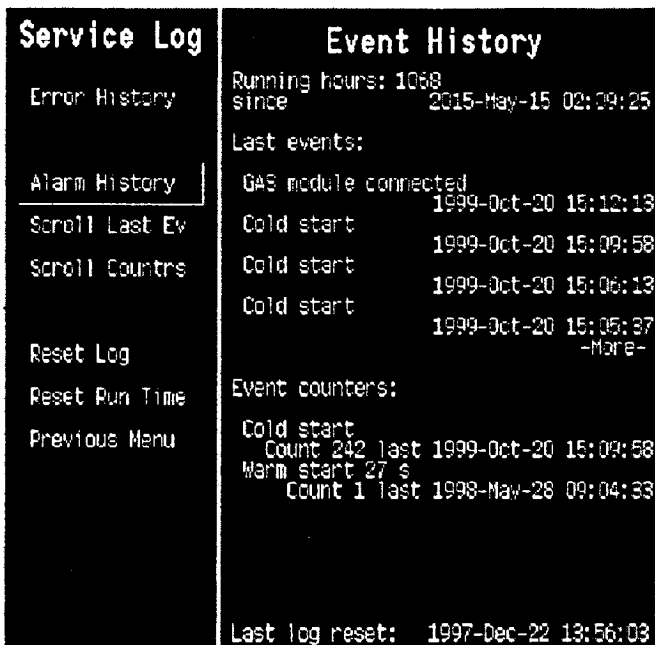 Service Log
Error History
Alarm History
Scroll Last Ev
Scroll Countrs
Reset Log
Reset Run Time
Previous Menu
Event History
Running hours: 1068
since 2015-May-15 02:39:25
Last events:
GAS module connected
1999-Oct-20 15:12:13
Cold start
1999-Oct-20 15:09:58
Cold start
1999-Oct-20 15:06:13
Cold start
1999-Oct-20 15:05:37
-More-
Event counters:
Cold start
Count 242 last 1999-Oct-20 15:09:58
Warm start 27 s
Count 1 last 1998-May-28 09:04:33
Last log reset: 1997-Dec-22 13:56:03